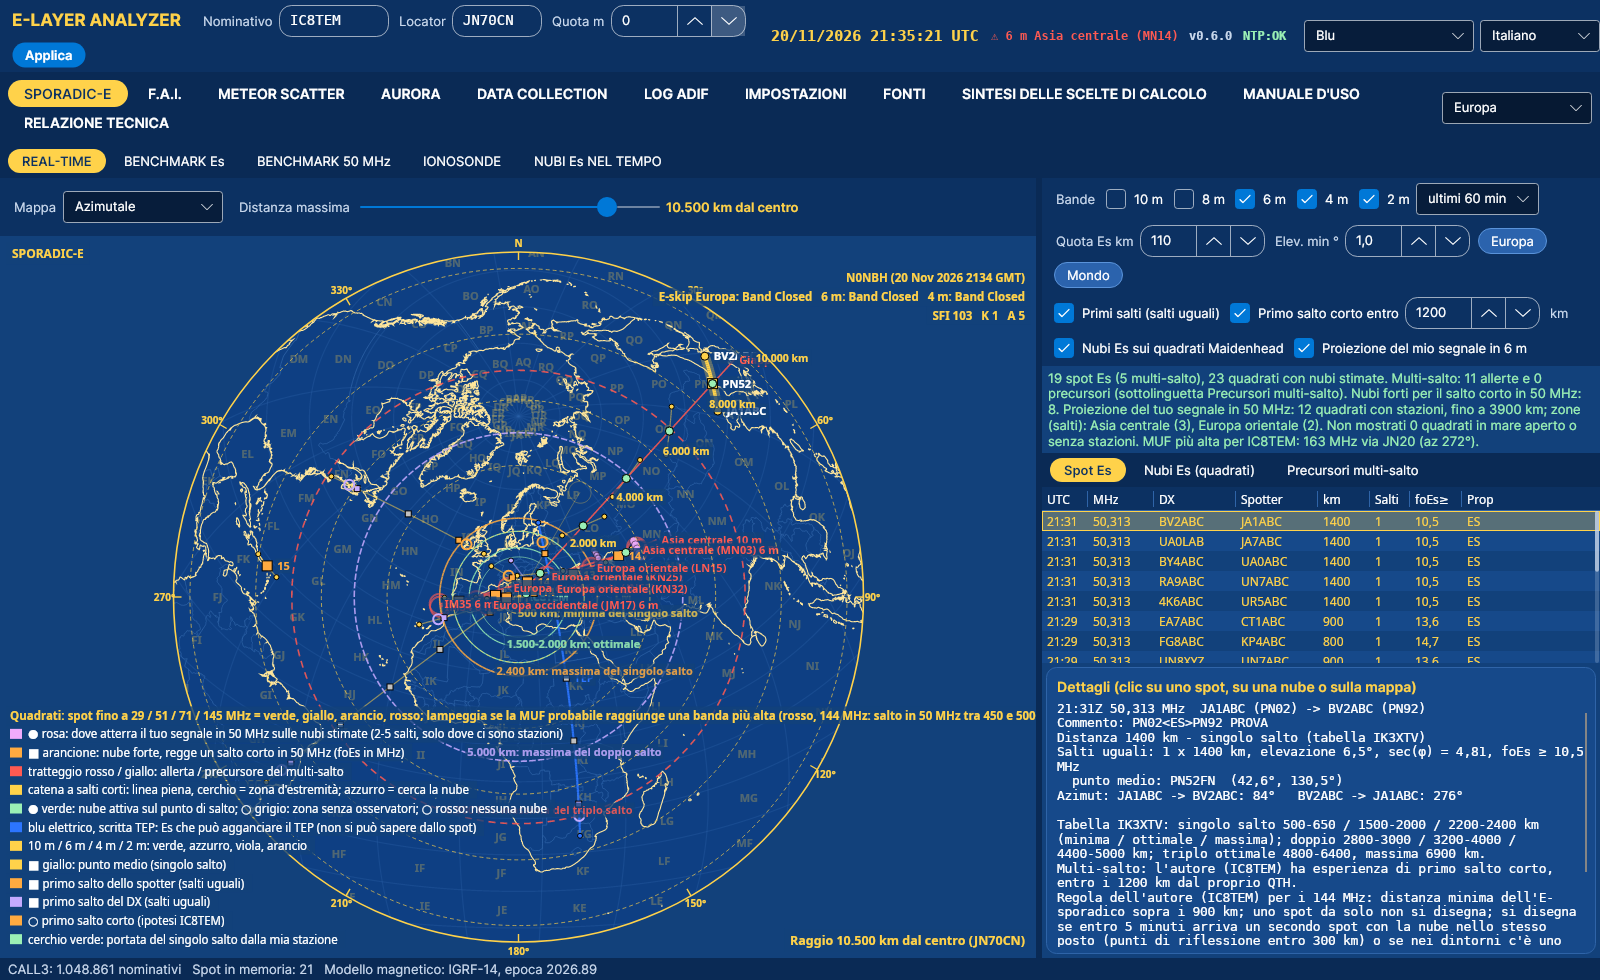 E-LAYER ANALYZER
Nominativo IC8TEM Locator JN70CN Quota m 0
20/11/2026 21:35:21 UTC ⚠ 6 m Asia centrale (MN14) v0.6.0 NTP:OK Blu Italiano
Applica
SPORADIC-E F.A.I. METEOR SCATTER AURORA DATA COLLECTION LOG ADIF IMPOSTAZIONI FONTI SINTESI DELLE SCELTE DI CALCOLO MANUALE D'USO
RELAZIONE TECNICA
Europa
REAL-TIME BENCHMARK Es BENCHMARK 50 MHz IONOSONDE NUBI Es NEL TEMPO
Mappa Azimutale Distanza massima 10.500 km dal centro
SPORADIC-E
N
N0NBH (20 Nov 2026 2134 GMT)
E-skip Europa: Band Closed 6 m: Band Closed 4 m: Band Closed
SFI 103 K 1 A 5
330°
300°
270°
210°
180°
150°
120°
90°
60°
10.000 km
PN52
8.000 km
6.000 km
4.000 km
2.000 km
Asia centrale 10 m
Asia centrale (MN03) 6 m
14
15
Europa orientale (LN15)
Europa orientale (KN25)
Europa orientale (KN32)
IM35 6 m
Europa occidentale (JM17) 6 m
500 km: minima del singolo salto
1.500-2.000 km: ottimale
2.400 km: massima del singolo salto
5.000 km: massima del doppio salto
del triplo salto
Quadrati: spot fino a 29 / 51 / 71 / 145 MHz = verde, giallo, arancio, rosso; lampeggia se la MUF probabile raggiunge una banda più alta (rosso, 144 MHz: salto in 50 MHz tra 450 e 500
● rosa: dove atterra il tuo segnale in 50 MHz sulle nubi stimate (2-5 salti, solo dove ci sono stazioni)
■ arancione: nube forte, regge un salto corto in 50 MHz (foEs in MHz)
tratteggio rosso / giallo: allerta / precursore del multi-salto
catena a salti corti: linea piena, cerchio = zona d'estremità; azzurro = cerca la nube
● verde: nube attiva sul punto di salto; ○ grigio: zona senza osservatori; ○ rosso: nessuna nube
blu elettrico, scritta TEP: Es che può agganciare il TEP (non si può sapere dallo spot)
10 m / 6 m / 4 m / 2 m: verde, azzurro, viola, arancio
■ giallo: punto medio (singolo salto)
■ primo salto dello spotter (salti uguali)
■ primo salto del DX (salti uguali)
○ primo salto corto (ipotesi IC8TEM)
cerchio verde: portata del singolo salto dalla mia stazione
Raggio 10.500 km dal centro (JN70CN)
Bande 10 m 8 m 6 m 4 m 2 m ultimi 60 min
Quota Es km 110 Elev. min ° 1,0 Europa
Mondo
Primi salti (salti uguali) Primo salto corto entro 1200 km
Nubi Es sui quadrati Maidenhead Proiezione del mio segnale in 6 m
19 spot Es (5 multi-salto), 23 quadrati con nubi stimate. Multi-salto: 11 allerte e 0
precursori (sottolinguetta Precursori multi-salto). Nubi forti per il salto corto in 50 MHz:
8. Proiezione del tuo segnale in 50 MHz: 12 quadrati con stazioni, fino a 3900 km; zone
(salti): Asia centrale (3), Europa orientale (2). Non mostrati 0 quadrati in mare aperto o
senza stazioni. MUF più alta per IC8TEM: 163 MHz via JN20 (az 272°).
Spot Es Nubi Es (quadrati) Precursori multi-salto
UTC MHz DX Spotter km Salti foEs≥ Prop
21:31 50,313 BV2ABC JA1ABC 1400 1 10,5 ES
21:31 50,313 UA0LAB JA7ABC 1400 1 10,5 ES
21:31 50,313 BY4ABC UA0ABC 1400 1 10,5 ES
21:31 50,313 RA9ABC UN7ABC 1400 1 10,5 ES
21:31 50,313 4K6ABC UR5ABC 1400 1 10,5 ES
21:29 50,313 EA7ABC CT1ABC 900 1 13,6 ES
21:29 50,313 FG8ABC KP4ABC 800 1 14,7 ES
21:29 50,313 UN8XYZ UN7ABC 900 1 13,6 ES
Dettagli (clic su uno spot, su una nube o sulla mappa)
21:31Z 50,313 MHz JA1ABC (PN02) -> BV2ABC (PN92)
Commento: PN02<ES>PN92 PROVA
Distanza 1400 km - singolo salto (tabella IK3XTV)
Salti uguali: 1 x 1400 km, elevazione 6,5°, sec(φ) = 4,81, foEs ≥ 10,5
MHz
punto medio: PN52FN (42,6°, 130,5°)
Azimut: JA1ABC -> BV2ABC: 84° BV2ABC -> JA1ABC: 276°
Tabella IK3XTV: singolo salto 500-650 / 1500-2000 / 2200-2400 km
(minima / ottimale / massima); doppio 2800-3000 / 3200-4000 /
4400-5000 km; triplo ottimale 4800-6400, massima 6900 km.
Multi-salto: l'autore (IC8TEM) ha esperienza di primo salto corto,
entro i 1200 km dal proprio QTH.
Regola dell'autore (IC8TEM) per i 144 MHz: distanza minima dell'E-
sporadico sopra i 900 km; uno spot da solo non si disegna; si disegna
se entro 5 minuti arriva un secondo spot con la nube nello stesso
posto (punti di riflessione entro 300 km) o se nei dintorni c'è uno
CALL3: 1.048.861 nominativi Spot in memoria: 21 Modello magnetico: IGRF-14, epoca 2026.89